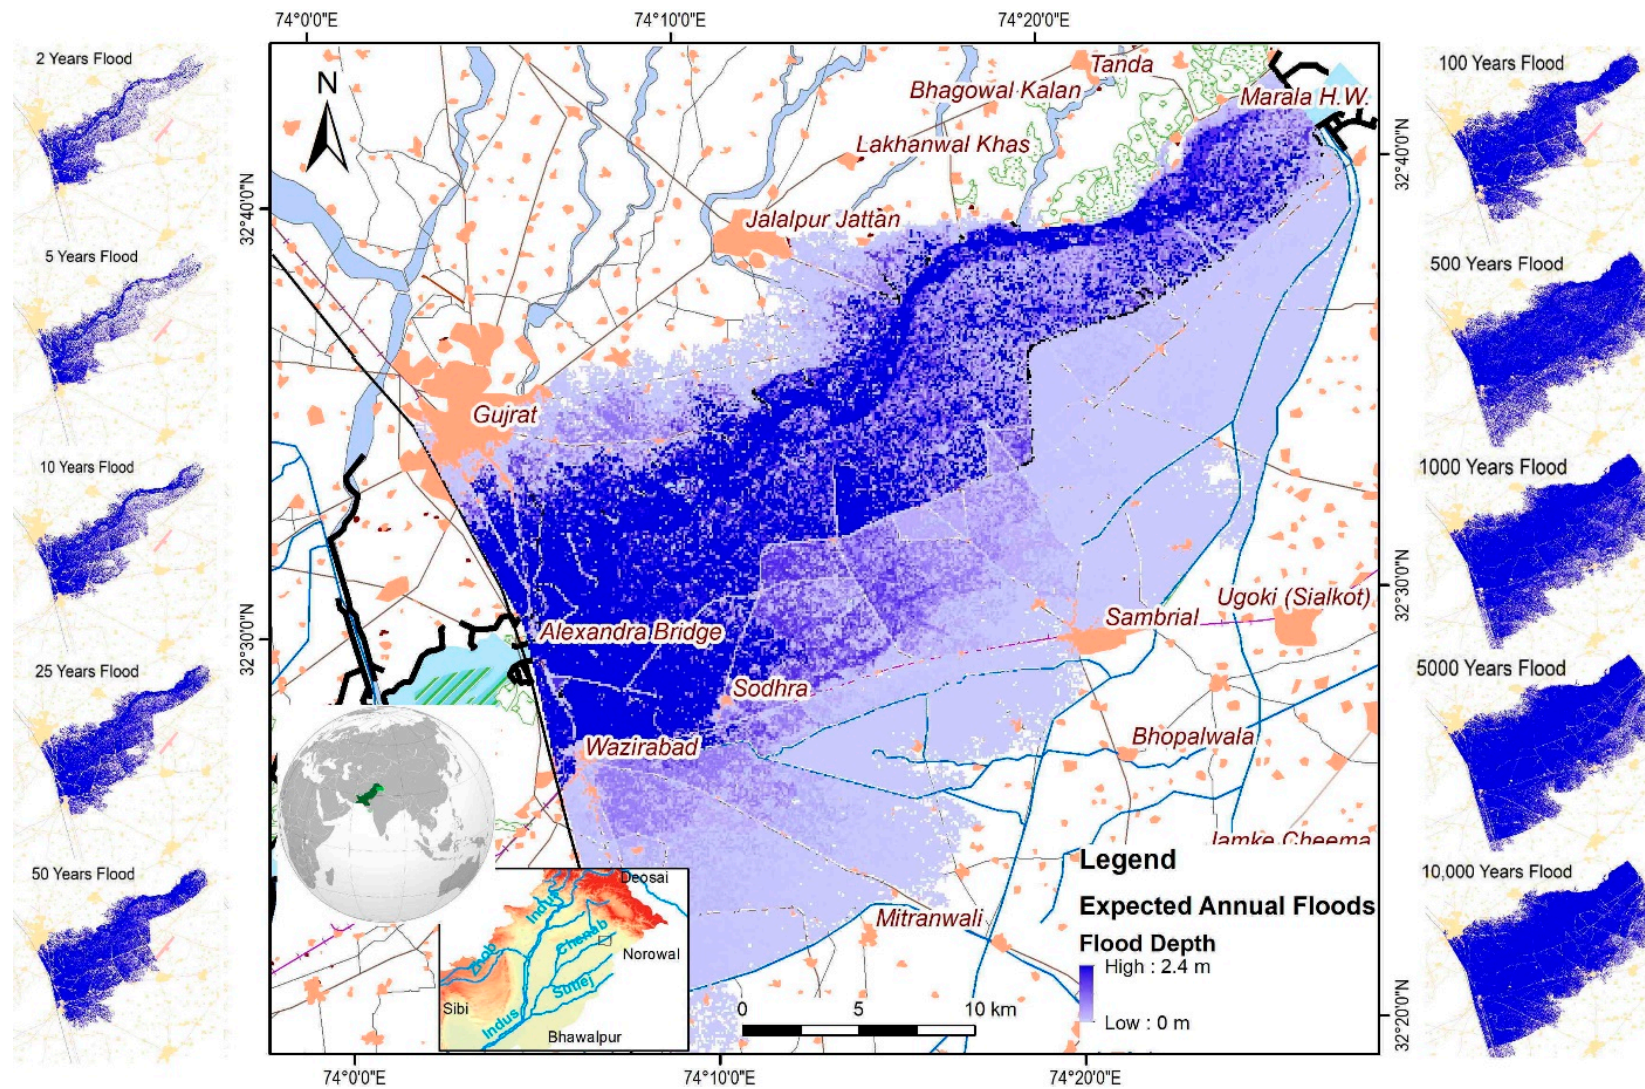 74°0'0"E
74°10'0"E
74°20'0"E
2 Years Flood
5 Years Flood
10 Years Flood
25 Years Flood
50 Years Flood
N
32°40'0"N
32°30'0"N
Tanda
Bhagowal Kalan
Marala H.W.
Lakhanwal Khas
Jalalpur Jattan
Gujrat
Ugoki (Sialkot)
Sambrial
Alexandra Bridge
Sodhra
Wazirabad
Bhopalwala
Jamke Cheema
Mitranwali
Deosai
Indus
Chenab
Zhob
Norowal
Sutlej
Sibi
Indus
Bhawalpur
Legend
Expected Annual Floods
Flood Depth
High : 2.4 m
Low : 0 m
0
5
10 km
32°40'0"N
32°30'0"N
32°20'0"N
100 Years Flood
500 Years Flood
1000 Years Flood
5000 Years Flood
10,000 Years Flood
74°0'0"E
74°10'0"E
74°20'0"E